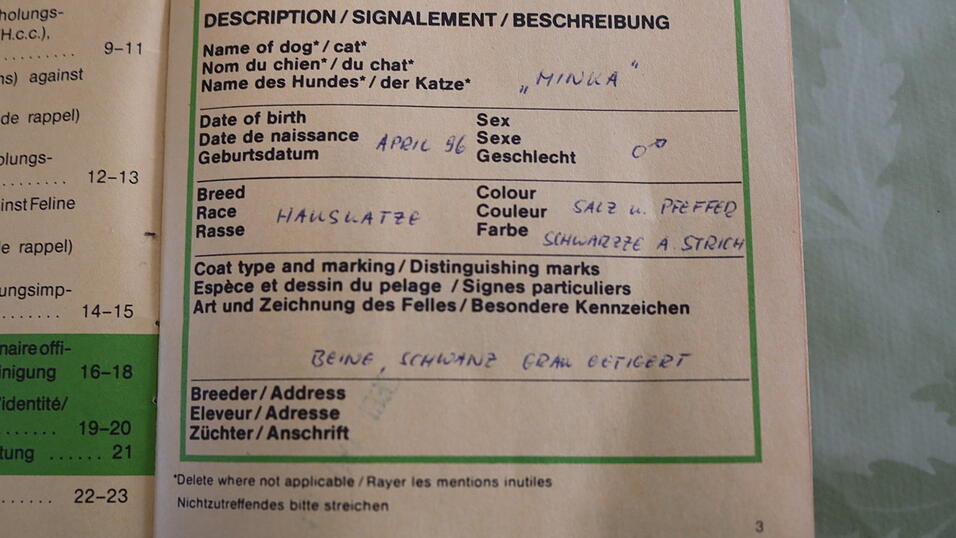 holungs-
H.c.c.),
........ 9–11
ns) against
de rappel)
olungs-
........ 12–13
inst Feline
de rappel)
ungsimp-
........ 14–15
naire offi-
inigung 16–18
'identité/
........ 19–20
tung ...... 21
........ 22–23
DESCRIPTION / SIGNALEMENT / BESCHREIBUNG
Name of dog* / cat*
Nom du chien* / du chat*
Name des Hundes* / der Katze* „MINKA“
Date of birth Sex
Date de naissance APRIL 96 Sexe ♂
Geburtsdatum Geschlecht
Breed Colour
Race HAUSKATZE Couleur SALZ u. PFEFFER
Rasse Farbe SCHWARZZE A. STRICH
Coat type and marking / Distinguishing marks
Espèce et dessin du pelage / Signes particuliers
Art und Zeichnung des Felles / Besondere Kennzeichen
BEINE, SCHWANZ GRAU GETIGERT
Breeder / Address
Eleveur / Adresse
Züchter / Anschrift
*Delete where not applicable / Rayer les mentions inutiles
Nichtzutreffendes bitte streichen
3